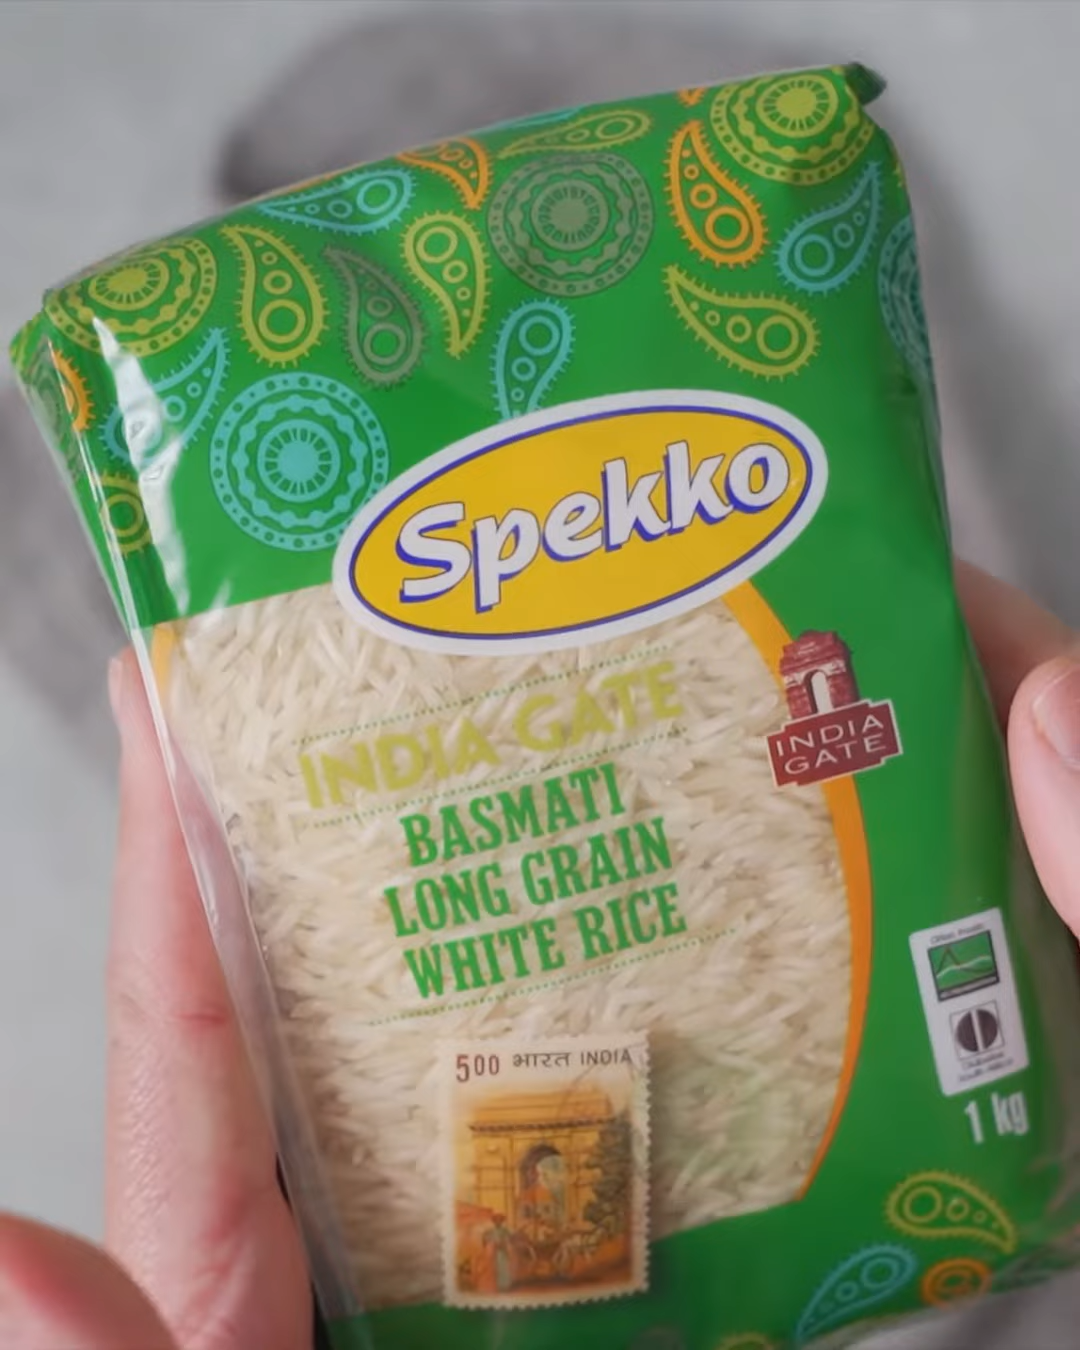 Spekko
INDIA GATE
INDIA
GATE
BASMATI
LONG GRAIN
WHITE RICE
500 भारत INDIA
1 kg